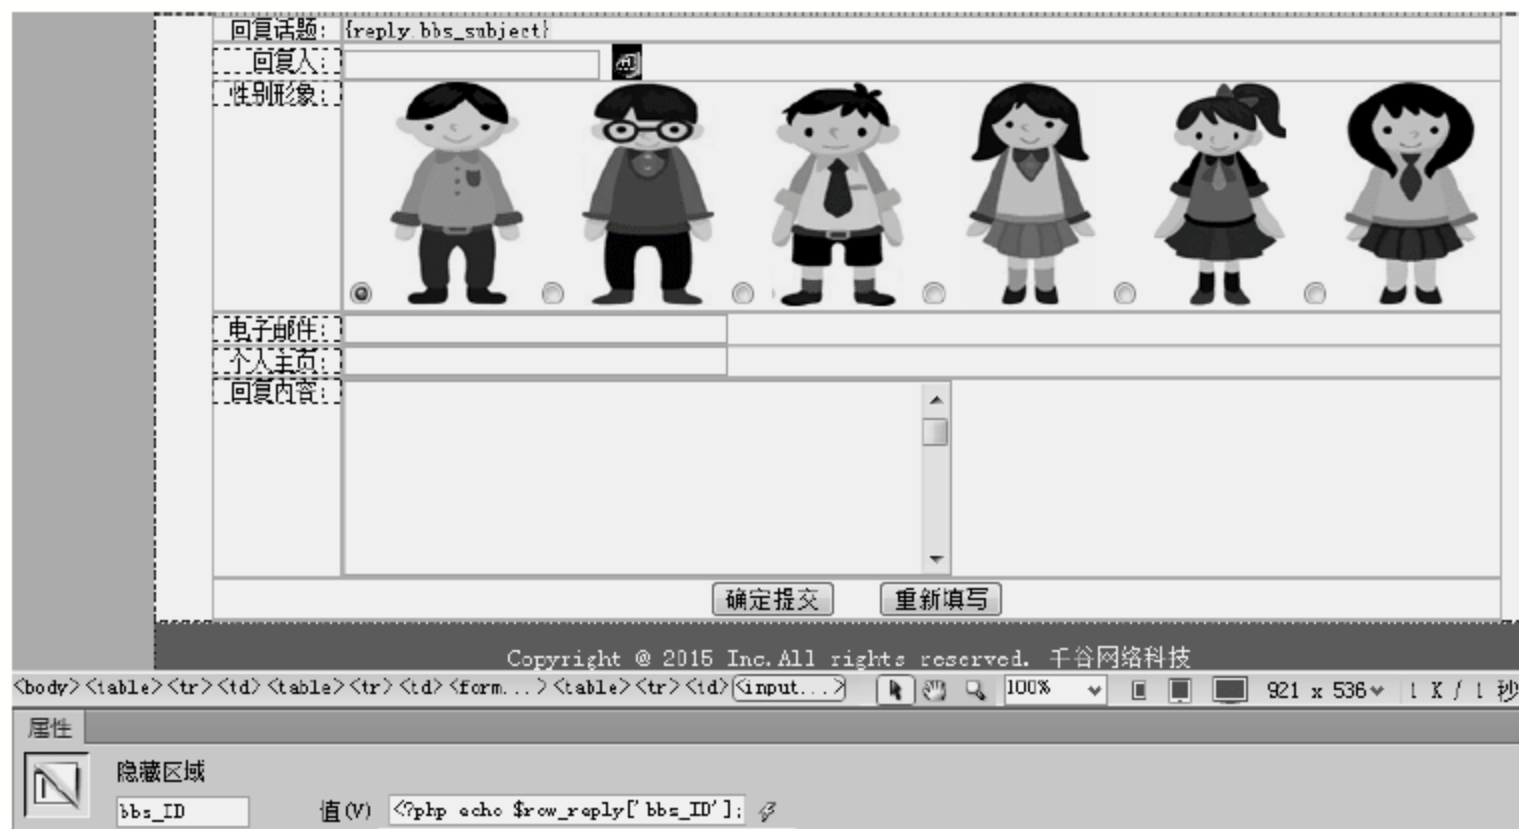 回复话题： {reply.bbs_subject}
回复人：
性别形象：
电子邮件：
个人主页：
回复内容：
确定提交 重新填写
Copyright @ 2015 Inc.All rights reserved. 千谷网络科技
<body><table><tr><td><table><tr><td><form...><table><tr><td><input...> 100% 921 x 536 1 K / 1 秒
属性
隐藏区域
bbs_ID 值(V) <?php echo $row_reply['bbs_ID'];